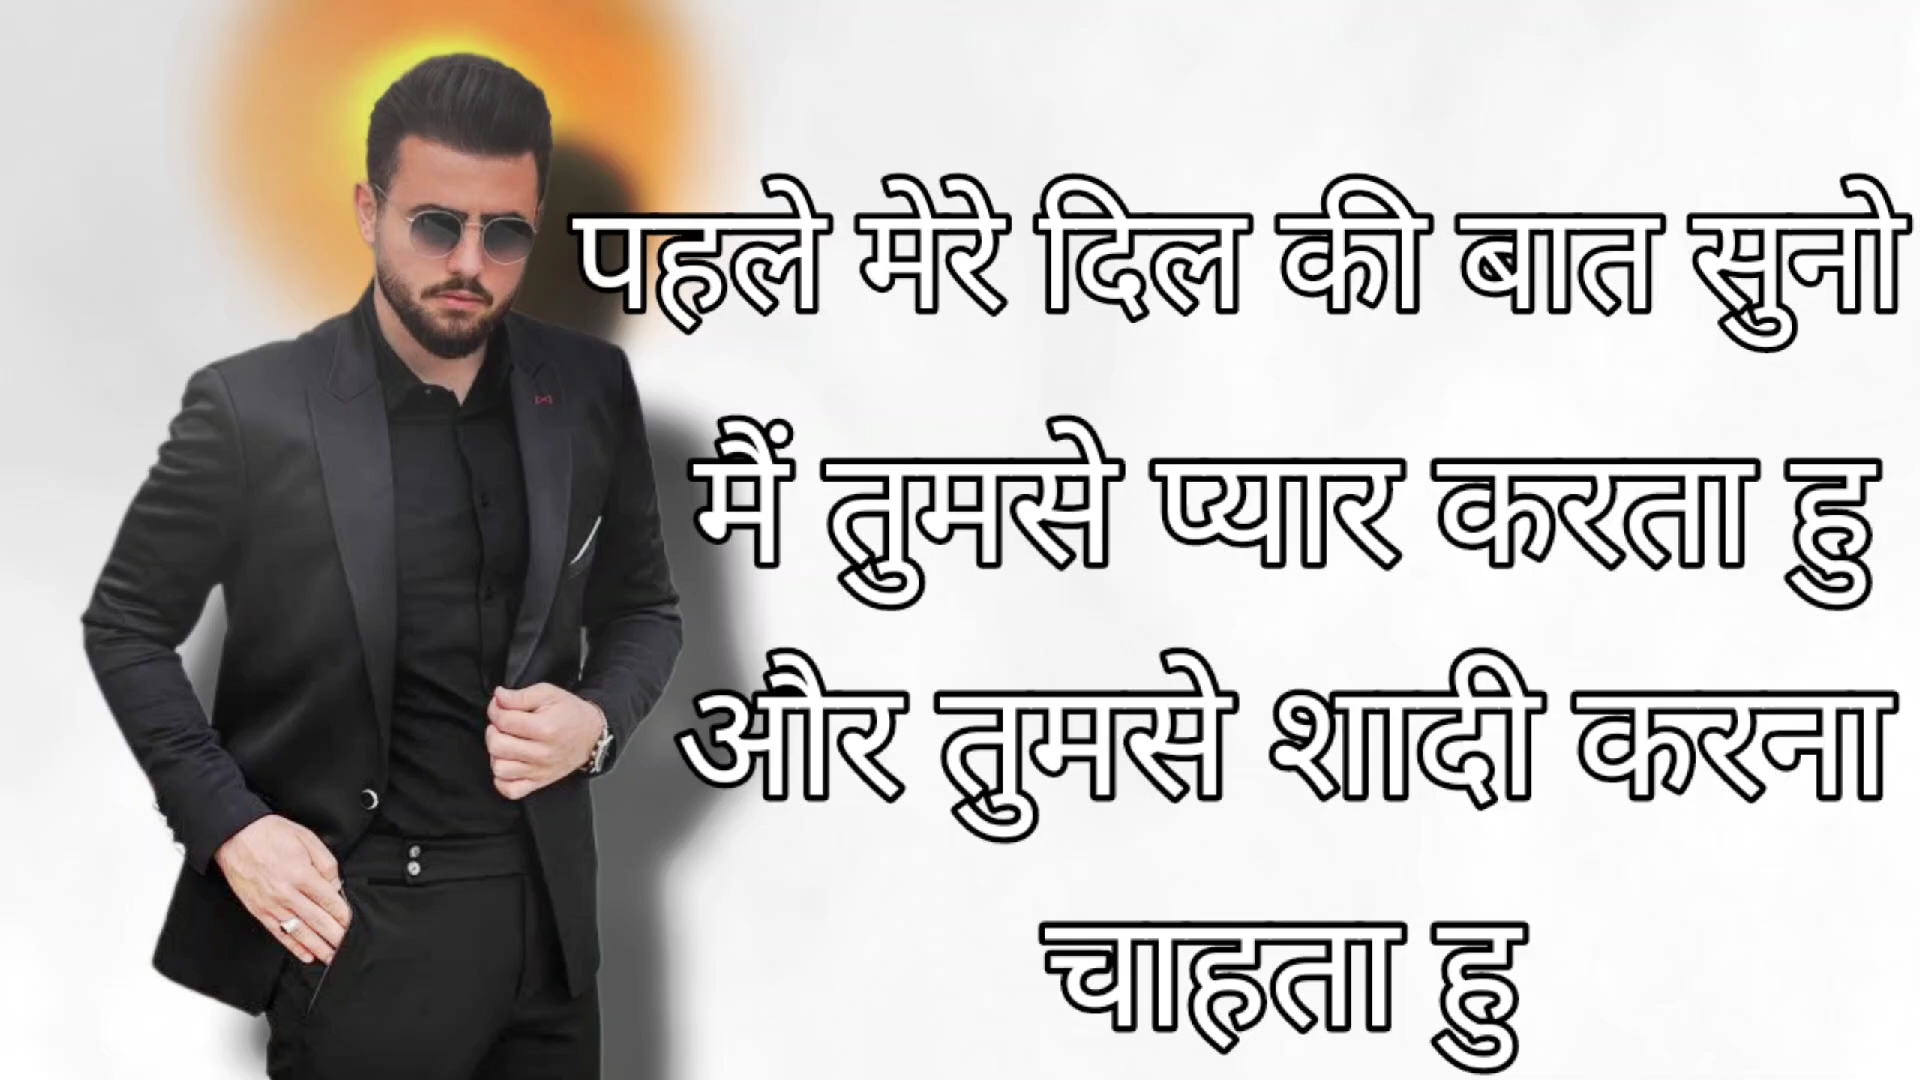 पहले मेरे दिल की बात सुनो
मैं तुमसे प्यार करता हु
और तुमसे शादी करना
चाहता हु